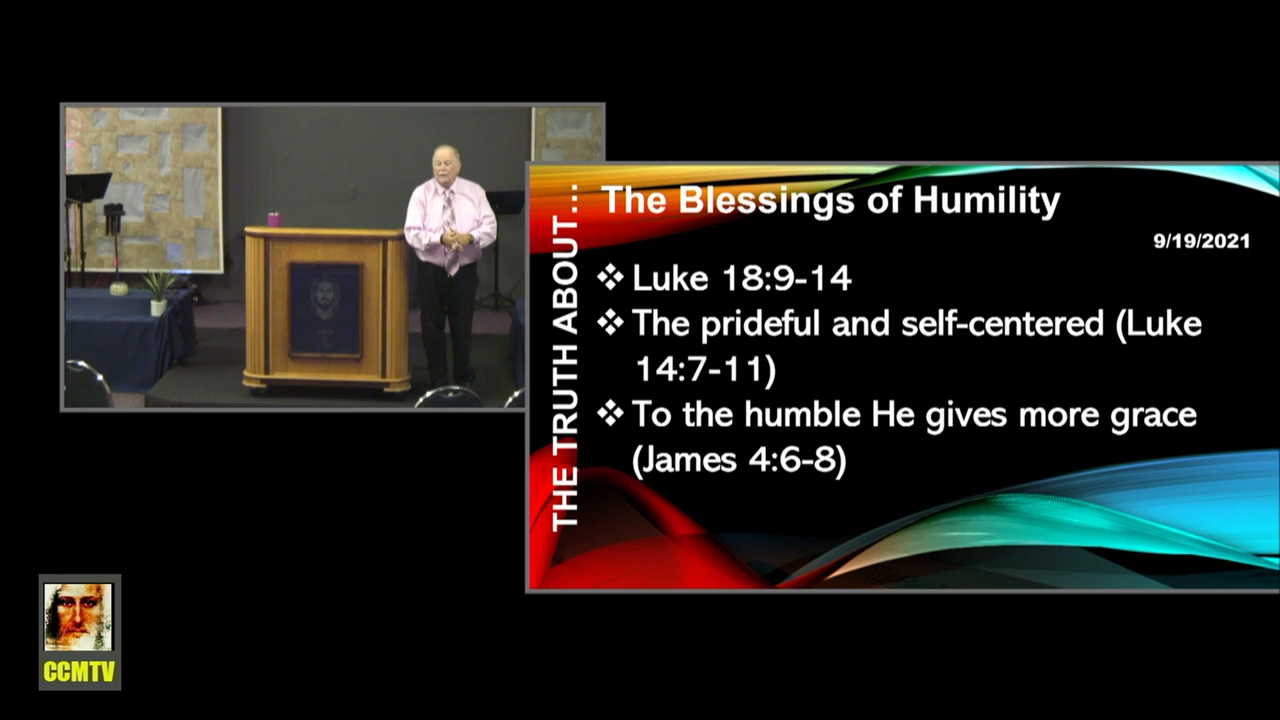 THE TRUTH ABOUT...
The Blessings of Humility
9/19/2021
❖ Luke 18:9-14
❖ The prideful and self-centered (Luke
14:7-11)
❖ To the humble He gives more grace
(James 4:6-8)
CCMTV